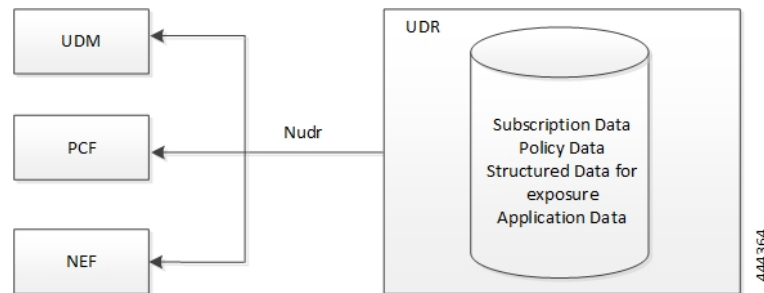 UDM
PCF
NEF
Nudr
UDR
Subscription Data
Policy Data
Structured Data for
exposure
Application Data
444364